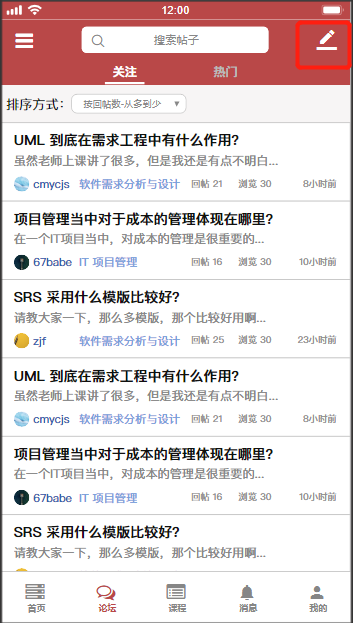 12:00
搜索帖子
关注 热门
排序方式: 按回帖数-从多到少
UML 到底在需求工程中有什么作用?
虽然老师上课讲了很多，但是我还是有点不明白...
cmycjs 软件需求分析与设计 回帖 21 浏览 30 8小时前
项目管理当中对于成本的管理体现在哪里?
在一个IT项目当中，对成本的管理是很重要的...
67babe IT 项目管理 回帖 16 浏览 30 10小时前
SRS 采用什么模版比较好?
请教大家一下，那么多模版，那个比较好用啊...
zjf 软件需求分析与设计 回帖 25 浏览 30 23小时前
UML 到底在需求工程中有什么作用?
虽然老师上课讲了很多，但是我还是有点不明白...
cmycjs 软件需求分析与设计 回帖 21 浏览 30 8小时前
项目管理当中对于成本的管理体现在哪里?
在一个IT项目当中，对成本的管理是很重要的...
67babe IT 项目管理 回帖 16 浏览 30 10小时前
SRS 采用什么模版比较好?
请教大家一下，那么多模版，那个比较好用啊...
首页 论坛 课程 消息 我的